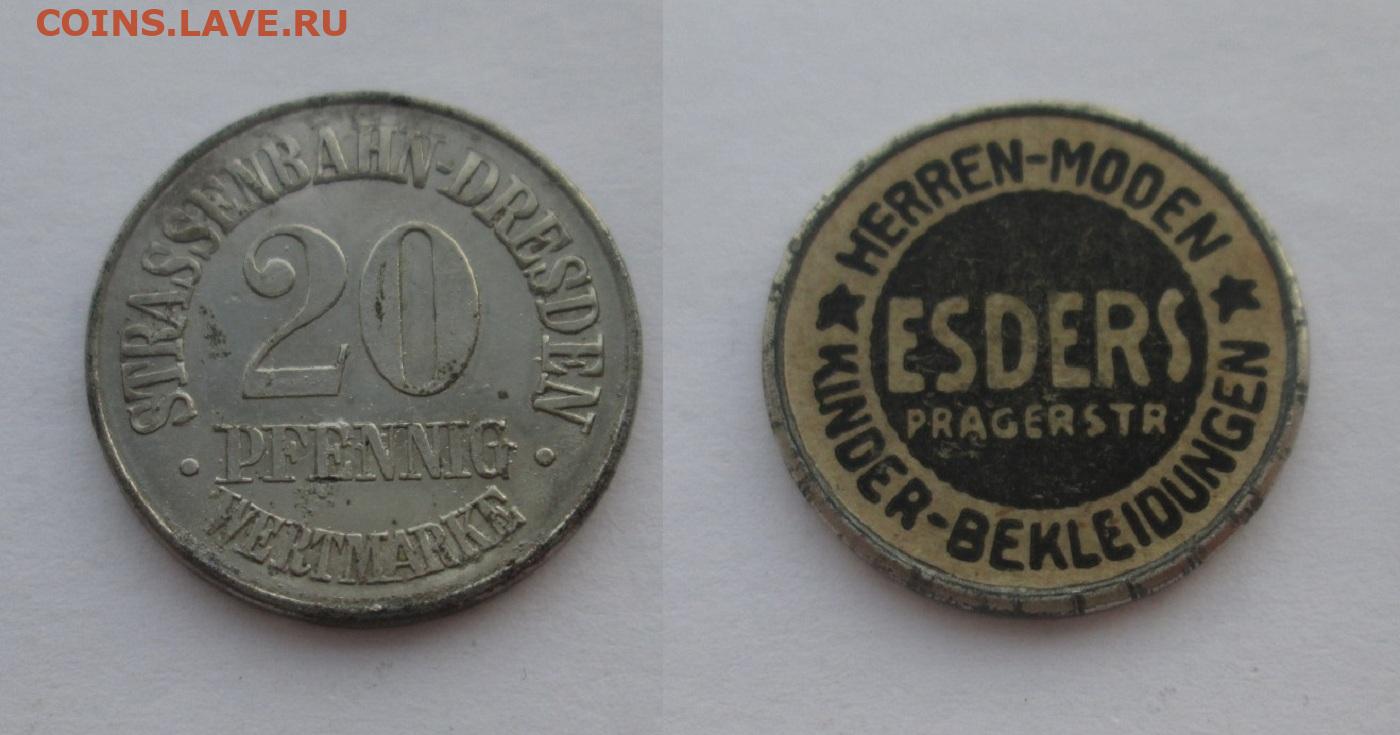 COINS.LAVE.RU
STRASSENBAHN-DRESDEN
20
PFENNIG
WERTMARKE
HERREN-MODEN
ESDERS
PRAGERSTR
KINDER-BEKLEIDUNGEN